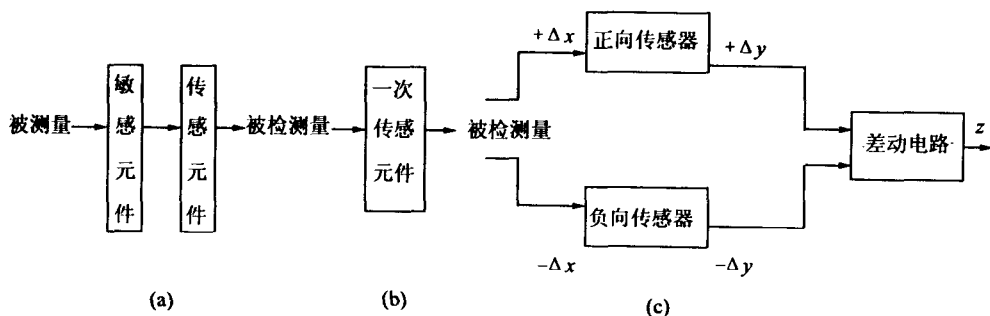 被测量
敏感元件
传感元件
被检测量
一次传感元件
被检测量
+Δx
正向传感器
+Δy
差动电路
z
负向传感器
−Δx
−Δy
(a)
(b)
(c)